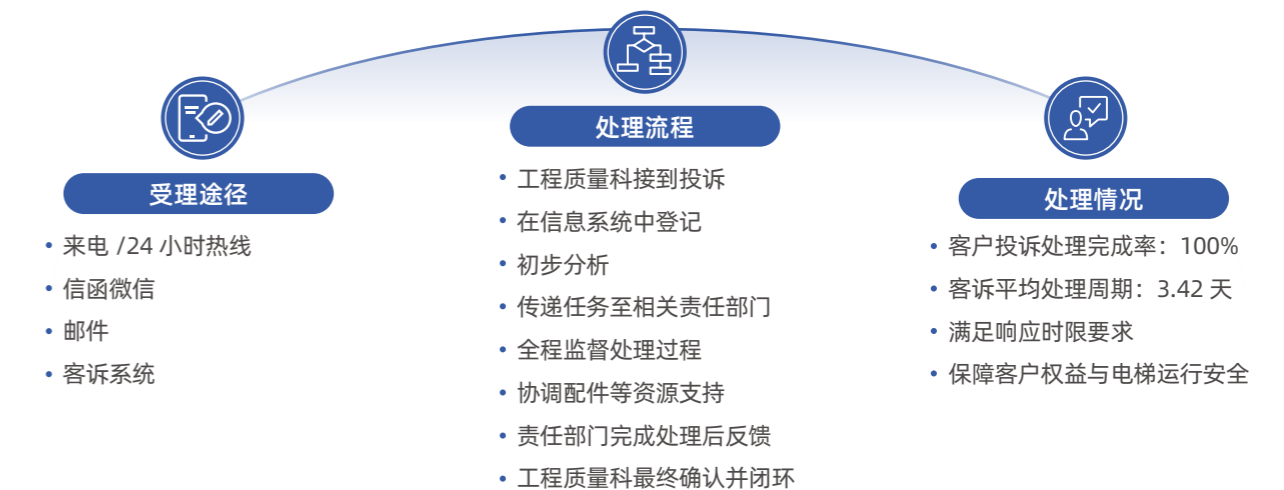 受理途径
• 来电 /24 小时热线
• 信函微信
• 邮件
• 客诉系统
处理流程
• 工程质量科接到投诉
• 在信息系统中登记
• 初步分析
• 传递任务至相关责任部门
• 全程监督处理过程
• 协调配件等资源支持
• 责任部门完成处理后反馈
• 工程质量科最终确认并闭环
处理情况
• 客户投诉处理完成率：100%
• 客诉平均处理周期：3.42 天
• 满足响应时限要求
• 保障客户权益与电梯运行安全